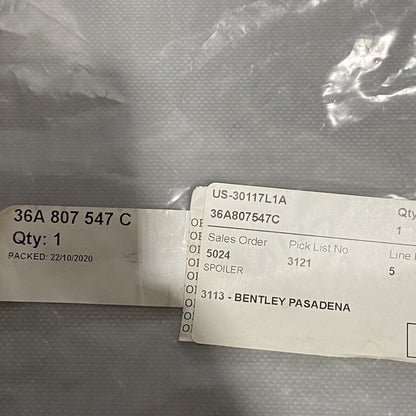 36A 807 547 C
Qty: 1
PACKED: 22/10/2020
US-30117L1A
36A807547C
Qty
1
Sales Order
Pick List No
Line
5024
3121
5
SPOILER
3113 - BENTLEY PASADENA